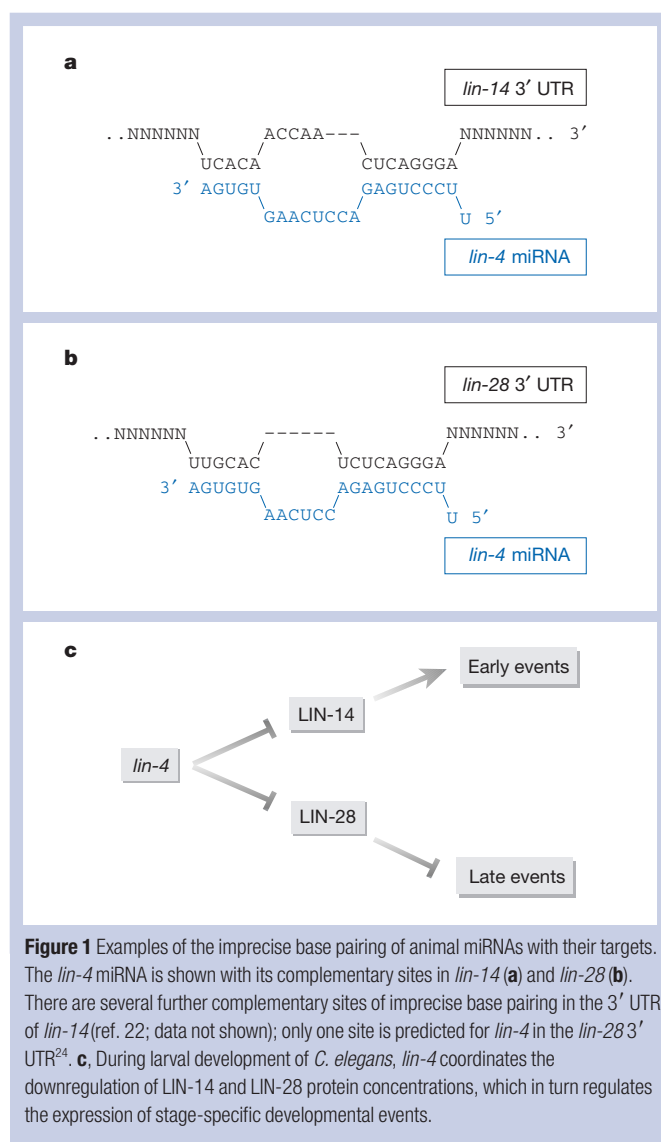 a
lin-14 3′ UTR
..NNNNNN ACCAA--- NNNNNN.. 3′
UCACA CUCAGGGA
3′ AGUGU GAGUCCCU
GAACUCCA U 5′
lin-4 miRNA
b
lin-28 3′ UTR
..NNNNNN ------ NNNNNN.. 3′
UUGCAC UCUCAGGGA
3′ AGUGUG AGAGUCCCU
AACUCC U 5′
lin-4 miRNA
c
Early events
LIN-14
lin-4
LIN-28
Late events
Figure 1 Examples of the imprecise base pairing of animal miRNAs with their targets.
The lin-4 miRNA is shown with its complementary sites in lin-14 (a) and lin-28 (b).
There are several further complementary sites of imprecise base pairing in the 3′ UTR
of lin-14 (ref. 22; data not shown); only one site is predicted for lin-4 in the lin-28 3′
UTR24. c, During larval development of C. elegans, lin-4 coordinates the
downregulation of LIN-14 and LIN-28 protein concentrations, which in turn regulates
the expression of stage-specific developmental events.